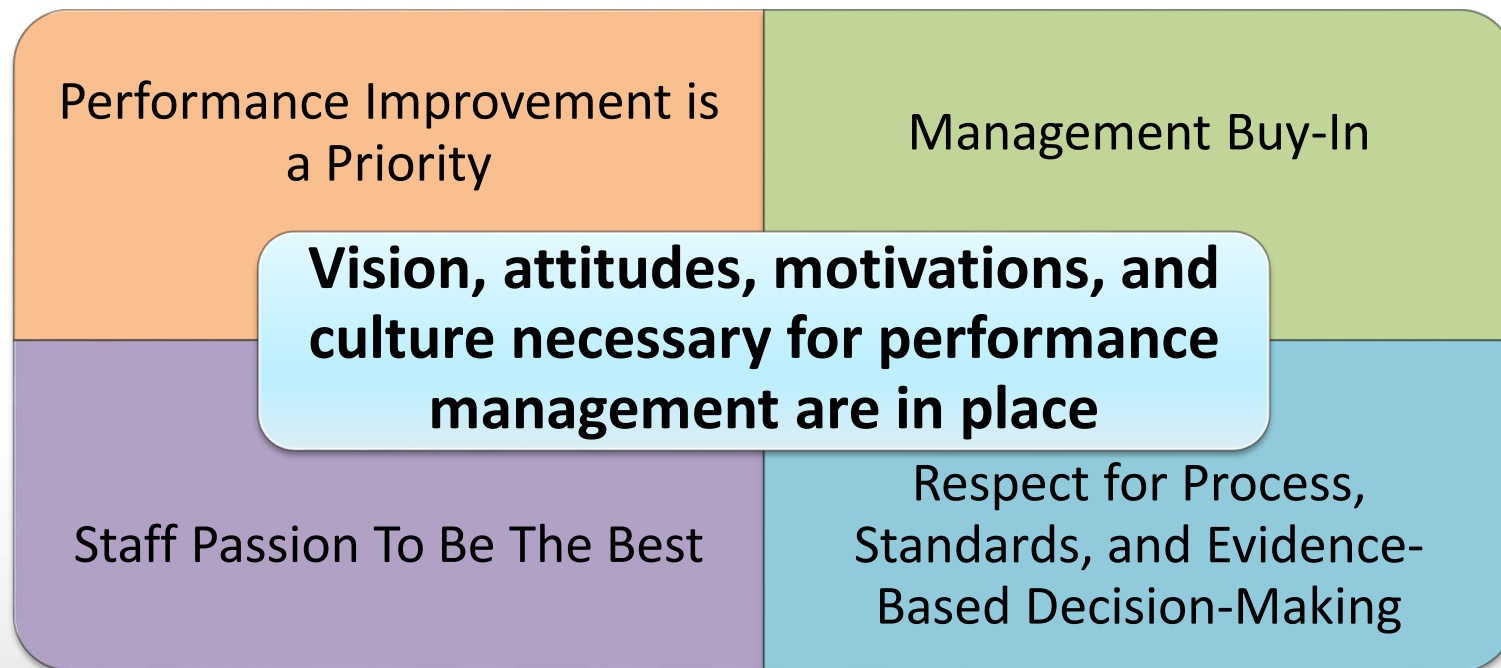 Performance Improvement is
a Priority
Management Buy-In
Vision, attitudes, motivations, and
culture necessary for performance
management are in place
Staff Passion To Be The Best
Respect for Process,
Standards, and Evidence-
Based Decision-Making